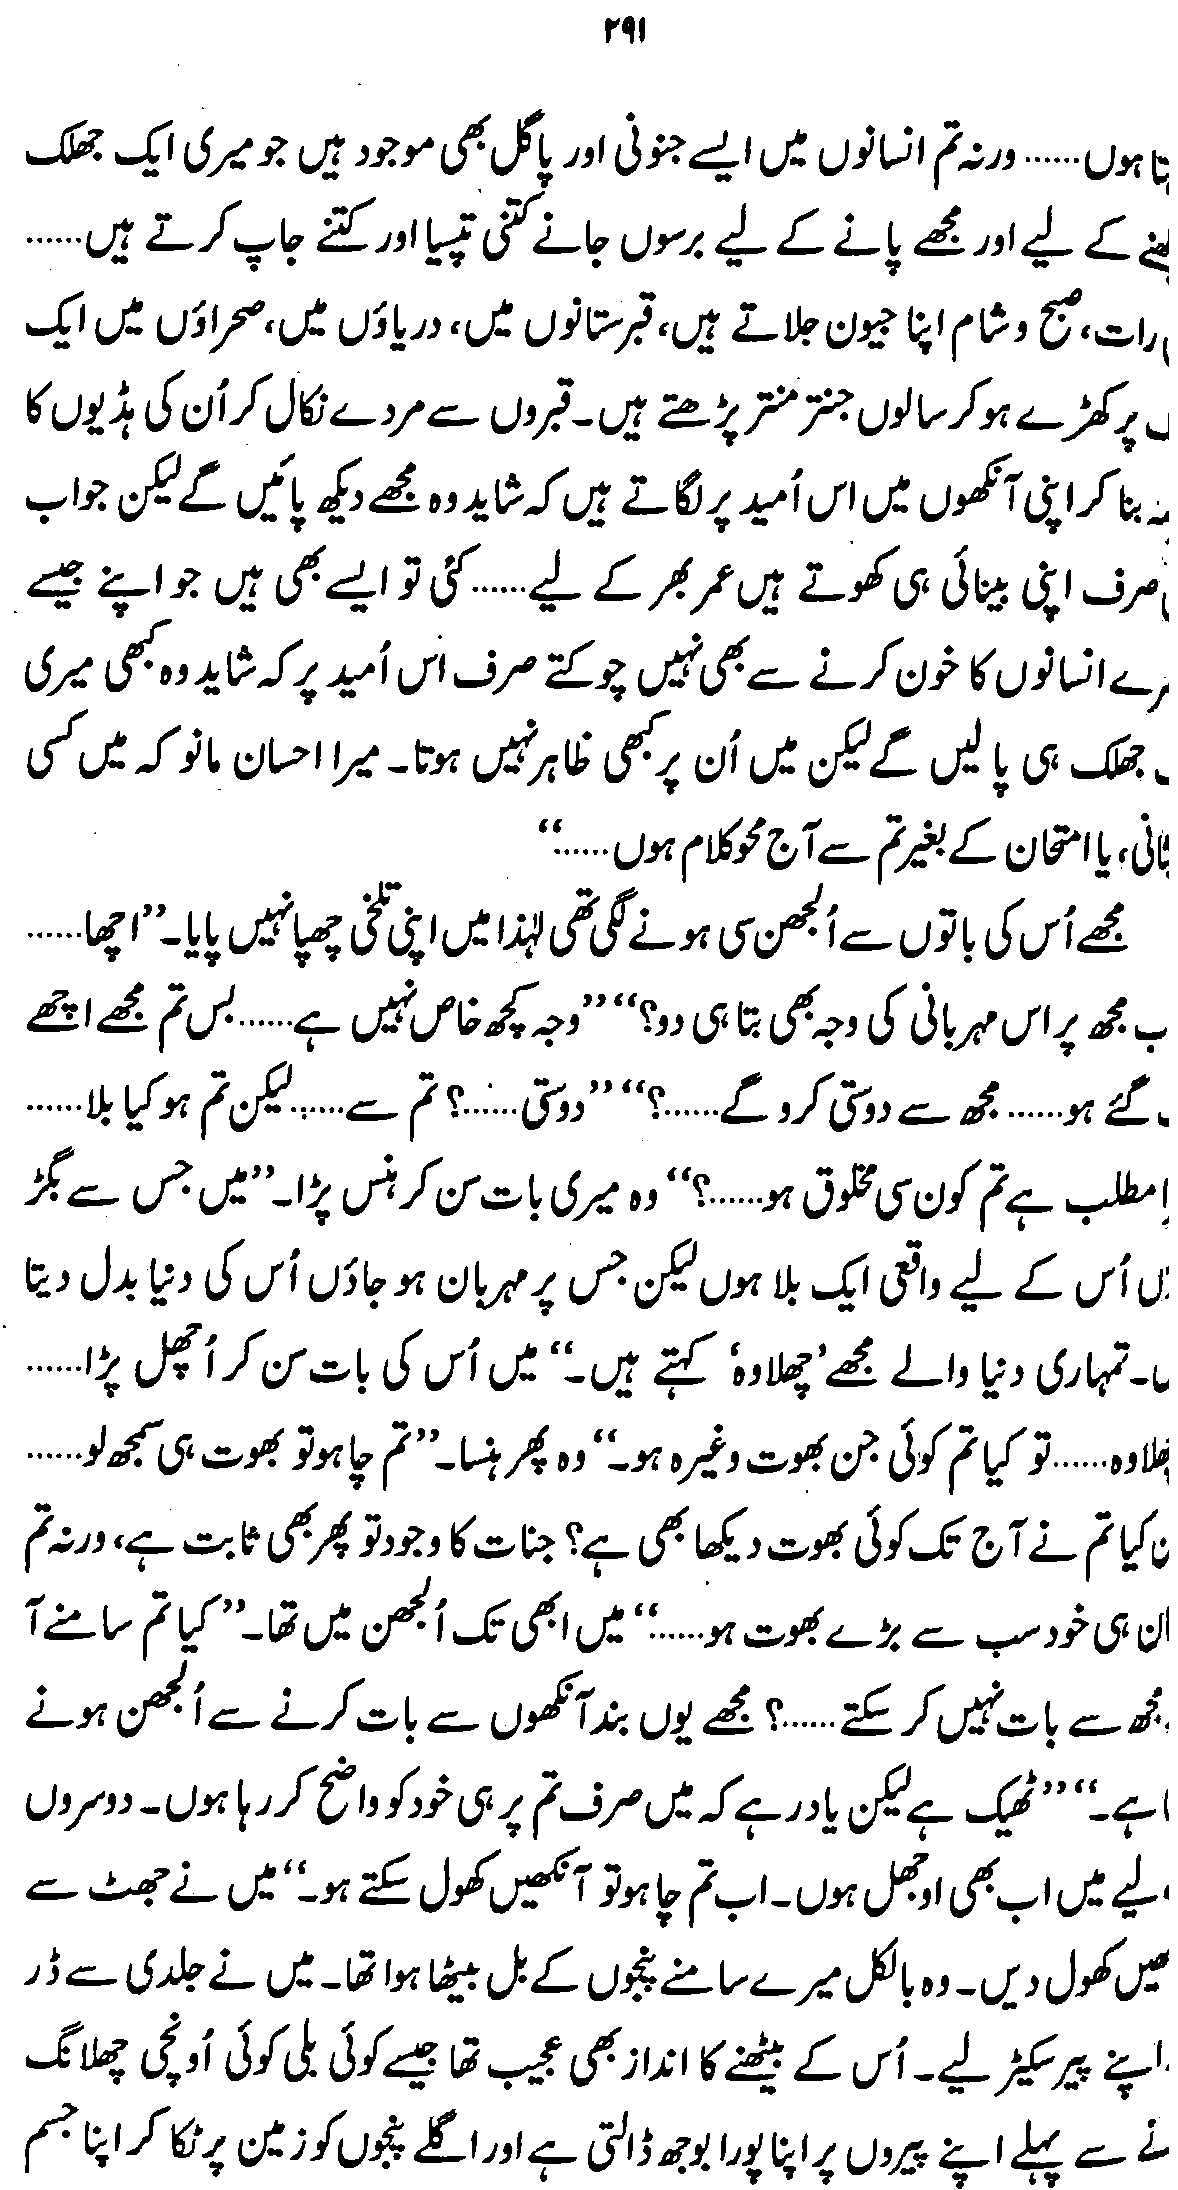 ۲۹۱
ہوں...... ورنہ تم انسانوں میں ایسے جنونی اور پاگل بھی موجود ہیں جو میری ایک جھلک
کے لیے اور مجھے پانے کے لیے برسوں جانے کتنی تپسیا اور کتنے جاپ کرتے ہیں......
رات، صبح و شام اپنا جیون جلاتے ہیں، قبرستانوں میں، دریاؤں میں، صحراؤں میں ایک
پر کھڑے ہو کر سالوں جنتر منتر پڑھتے ہیں۔ قبروں سے مردے نکال کر اُن کی ہڈیوں کا
بنا کر اپنی آنکھوں میں اس اُمید پر لگاتے ہیں کہ شاید وہ مجھے دیکھ پائیں گے لیکن جواب
صرف اپنی بینائی ہی کھوتے ہیں عمر بھر کے لیے...... کئی تو ایسے بھی ہیں جو اپنے جیسے
انسانوں کا خون کرنے سے بھی نہیں چوکتے صرف اس اُمید پر کہ شاید وہ کبھی میری
جھلک ہی پا لیں گے لیکن میں اُن پر کبھی ظاہر نہیں ہوتا۔ میرا احسان مانو کہ میں کسی
یا امتحان کے بغیر تم سے آج محو کلام ہوں......“
مجھے اُس کی باتوں سے اُلجھن سی ہونے لگی تھی لہٰذا میں اپنی تلخی چھپا نہیں پایا۔ ”اچھا......
مجھ پر اس مہربانی کی وجہ بھی بتا ہی دو؟“ ”وجہ کچھ خاص نہیں ہے...... بس تم مجھے اچھے
گئے ہو...... مجھ سے دوستی کرو گے......؟“ ”دوستی......؟ تم سے...... لیکن تم ہو کیا بلا......
مطلب ہے تم کون سی مخلوق ہو......؟“ وہ میری بات سن کر ہنس پڑا۔ ”میں جس سے بگڑ
اُس کے لیے واقعی ایک بلا ہوں لیکن جس پر مہربان ہو جاؤں اُس کی دنیا بدل دیتا
تمہاری دنیا والے مجھے ’چھلاوہ‘ کہتے ہیں۔“ میں اُس کی بات سن کر اُچھل پڑا......
...... تو کیا تم کوئی جن بھوت وغیرہ ہو۔“ وہ پھر ہنسا۔ ”تم چاہو تو بھوت ہی سمجھ لو......
کیا تم نے آج تک کوئی بھوت دیکھا بھی ہے؟ جنات کا وجود تو پھر بھی ثابت ہے، ورنہ تم
ہی خود سب سے بڑے بھوت ہو......“ میں ابھی تک اُلجھن میں تھا۔ ”کیا تم سامنے آ
سے بات نہیں کر سکتے......؟ مجھے یوں بند آنکھوں سے بات کرنے سے اُلجھن ہونے
ہے۔“ ”ٹھیک ہے لیکن یاد رہے کہ میں صرف تم پر ہی خود کو واضح کر رہا ہوں۔ دوسروں
لیے میں اب بھی اوجھل ہوں۔ اب تم چاہو تو آنکھیں کھول سکتے ہو۔“ میں نے جھٹ سے
کھول دیں۔ وہ بالکل میرے سامنے پنجوں کے بل بیٹھا ہوا تھا۔ میں نے جلدی سے ڈر
اپنے پیر سکیڑ لیے۔ اُس کے بیٹھنے کا انداز بھی عجیب تھا جیسے کوئی بلی کوئی اُونچی چھلانگ
سے پہلے اپنے پیروں پر اپنا پورا بوجھ ڈالتی ہے اور اگلے پنجوں کو زمین پر ٹکا کر اپنا جسم